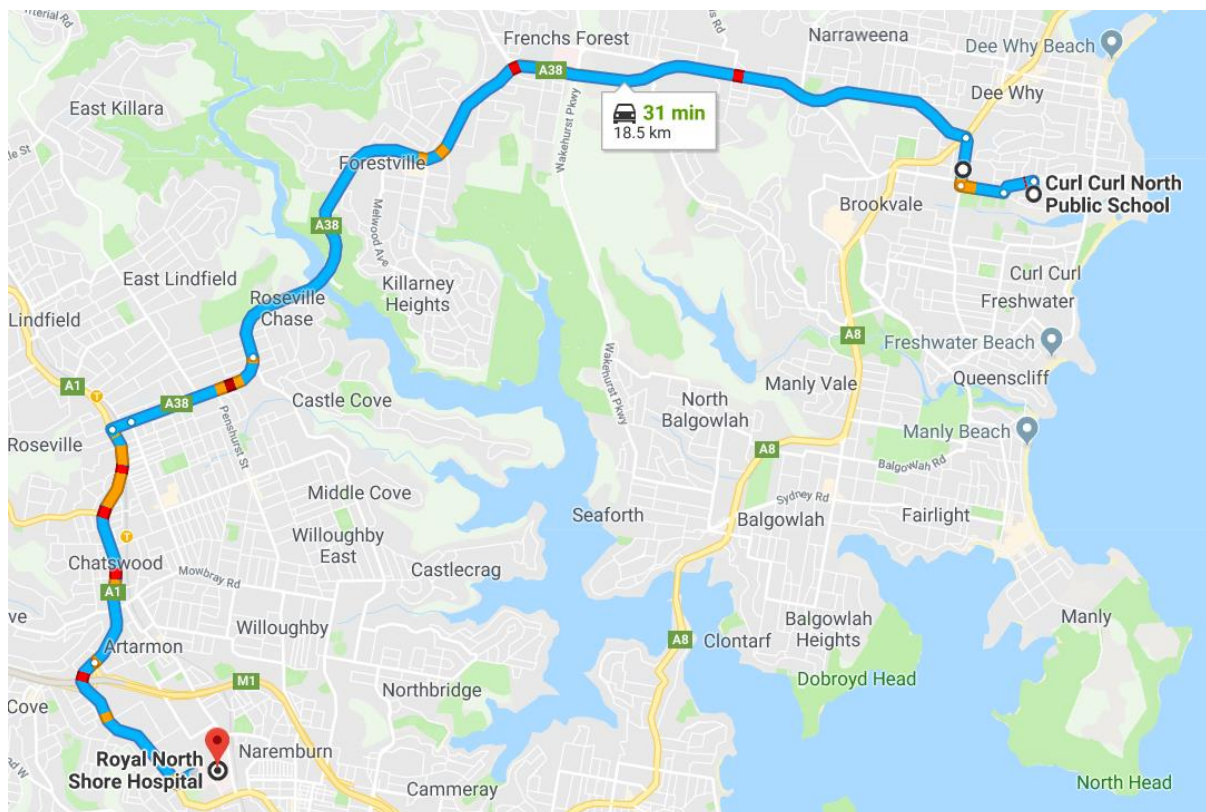 Frenchs Forest
Narraweena
Dee Why Beach
A38
Dee Why
31 min
18.5 km
East Killara
Wakehurst Pkwy
Forestville
Curl Curl North
Public School
Brookvale
Melwood Ave
A38
East Lindfield
Killarney
Heights
Curl Curl
Roseville
Chase
Freshwater
Lindfield
A8
Freshwater Beach
Wakehurst Pkwy
Manly Vale
Queenscliff
A1
T
A38
Castle Cove
North
Balgowlah
Roseville
Penshurst St
A8
Manly Beach
Balgowlah Rd
Middle Cove
Sydney Rd
Seaforth
Balgowlah
Fairlight
Willoughby
East
T
Chatswood
Mowbray Rd
Castlecrag
A1
Manly
Willoughby
Balgowlah
Heights
A8
Clontarf
Artarmon
M1
Northbridge
Dobroyd Head
Cove
Royal North
Shore Hospital
Naremburn
Cammeray
North Head